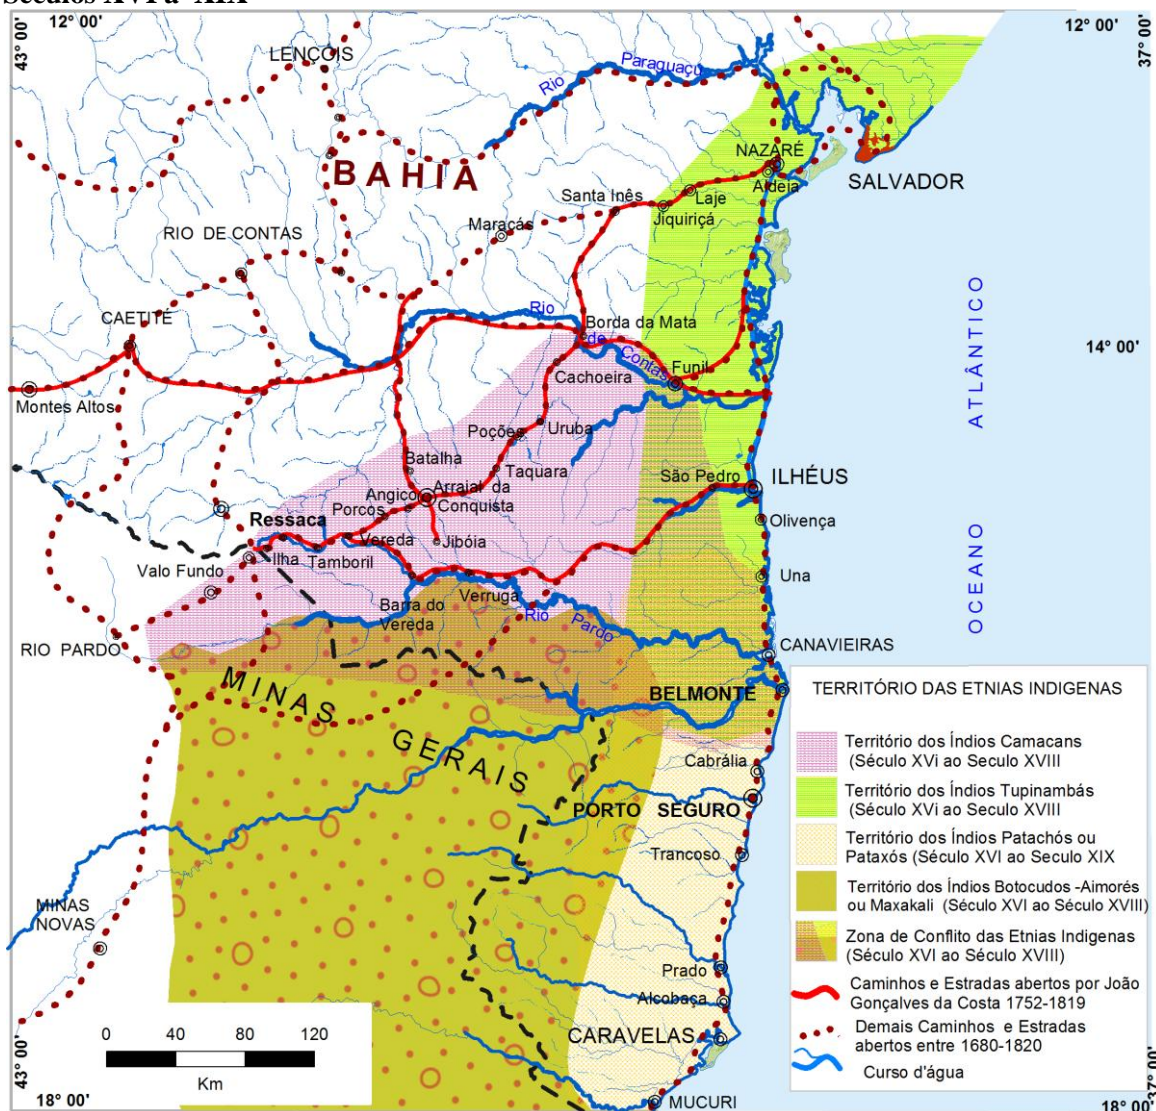 Séculos XVI a XIX
43° 00'
12° 00'
12° 00'
37° 00'
LENÇOIS
Rio
Paraguaçu
BAHIA
NAZARÉ
Aldeia
SALVADOR
Laje
Santa Inês
Jiquiriçá
Maracás
RIO DE CONTAS
CAETITÉ
Rio
de
Contas
Borda da Mata
14° 00'
Funil
Cachoeira
Montes Altos
OCEANO ATLÂNTICO
Poções
Uruba
Batalha
Taquara
São Pedro
ILHÉUS
Angico
Arraial da
Conquista
Porcos
Ressaca
Olivença
Vereda
Jibóia
Ilha
Tamboril
Valo Fundo
Una
Barra do
Vereda
Verruga
Rio
Pardo
RIO PARDO
CANAVIEIRAS
MINAS
GERAIS
BELMONTE
Cabrália
PORTO SEGURO
Trancoso
MINAS
NOVAS
Prado
Alcobaça
CARAVELAS
MUCURI
0 40 80 120
Km
43° 00'
18° 00'
18° 00'
37° 00'
TERRITÓRIO DAS ETNIAS INDIGENAS
Território dos Índios Camacans
(Século XVi ao Seculo XVIII
Território dos Índios Tupinambás
(Século XVi ao Seculo XVIII
Território dos Índios Patachós ou
Pataxós (Século XVI ao Seculo XIX
Território dos Índios Botocudos -Aimorés
ou Maxakali (Século XVI ao Século XVIII)
Zona de Conflito das Etnias Indigenas
(Século XVI ao Século XVIII)
Caminhos e Estradas abertos por João
Gonçalves da Costa 1752-1819
Demais Caminhos e Estradas
abertos entre 1680-1820
Curso d'água